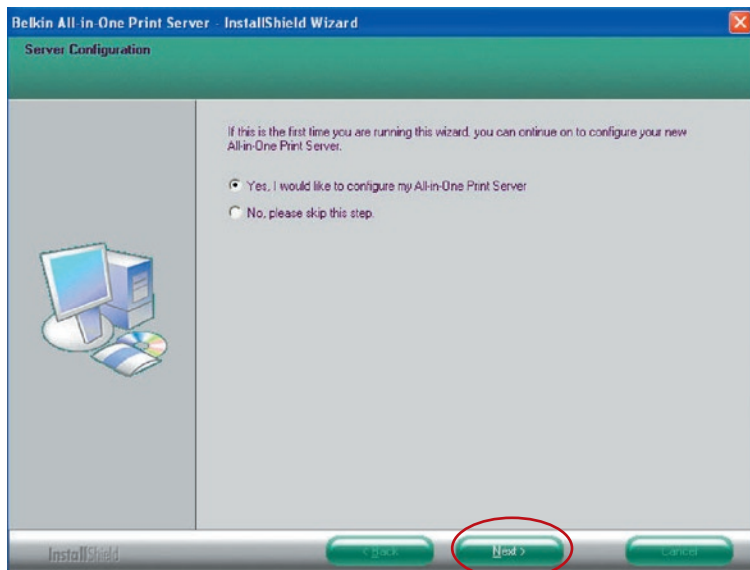 Belkin All-in-One Print Server - InstallShield Wizard
Server Configuration
If this is the first time you are running this wizard, you can ontinue on to configure your new
All-in-One Print Server.
Yes, I would like to configure my All-in-One Print Server
No, please skip this step.
InstallShield
< Back
Next >
Cancel